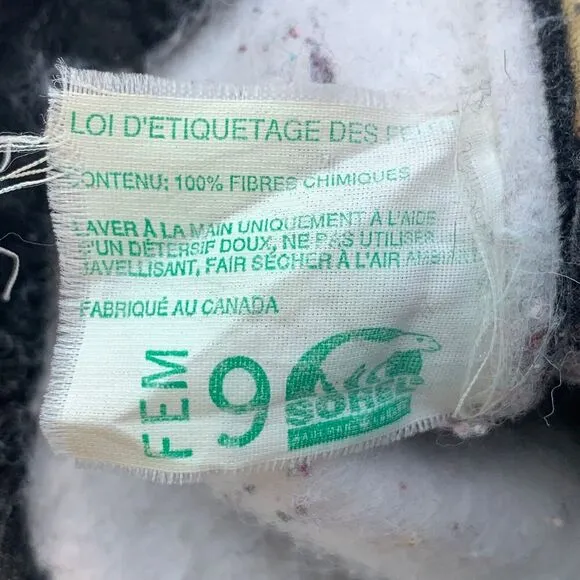 LOI D'ETIQUETAGE DES
ONTENU: 100% FIBRES CHIMIQUES
LAVER À LA MAIN UNIQUEMENT A L'AIDE
D'UN DÉTERSIF DOUX, NE PAS UTILISER
JAVELLISANT, FAIR SÉCHER À L'AIR
FABRIQUÉ AU CANADA
FEM
9
SOREL